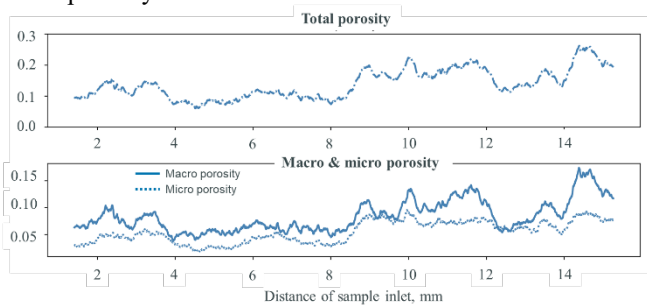 Total porosity
0.3
0.2
0.1
0.0
2 4 6 8 10 12 14
Macro & micro porosity
0.15
0.10
0.05
Macro porosity
Micro porosity
2 4 6 8 10 12 14
Distance of sample inlet, mm